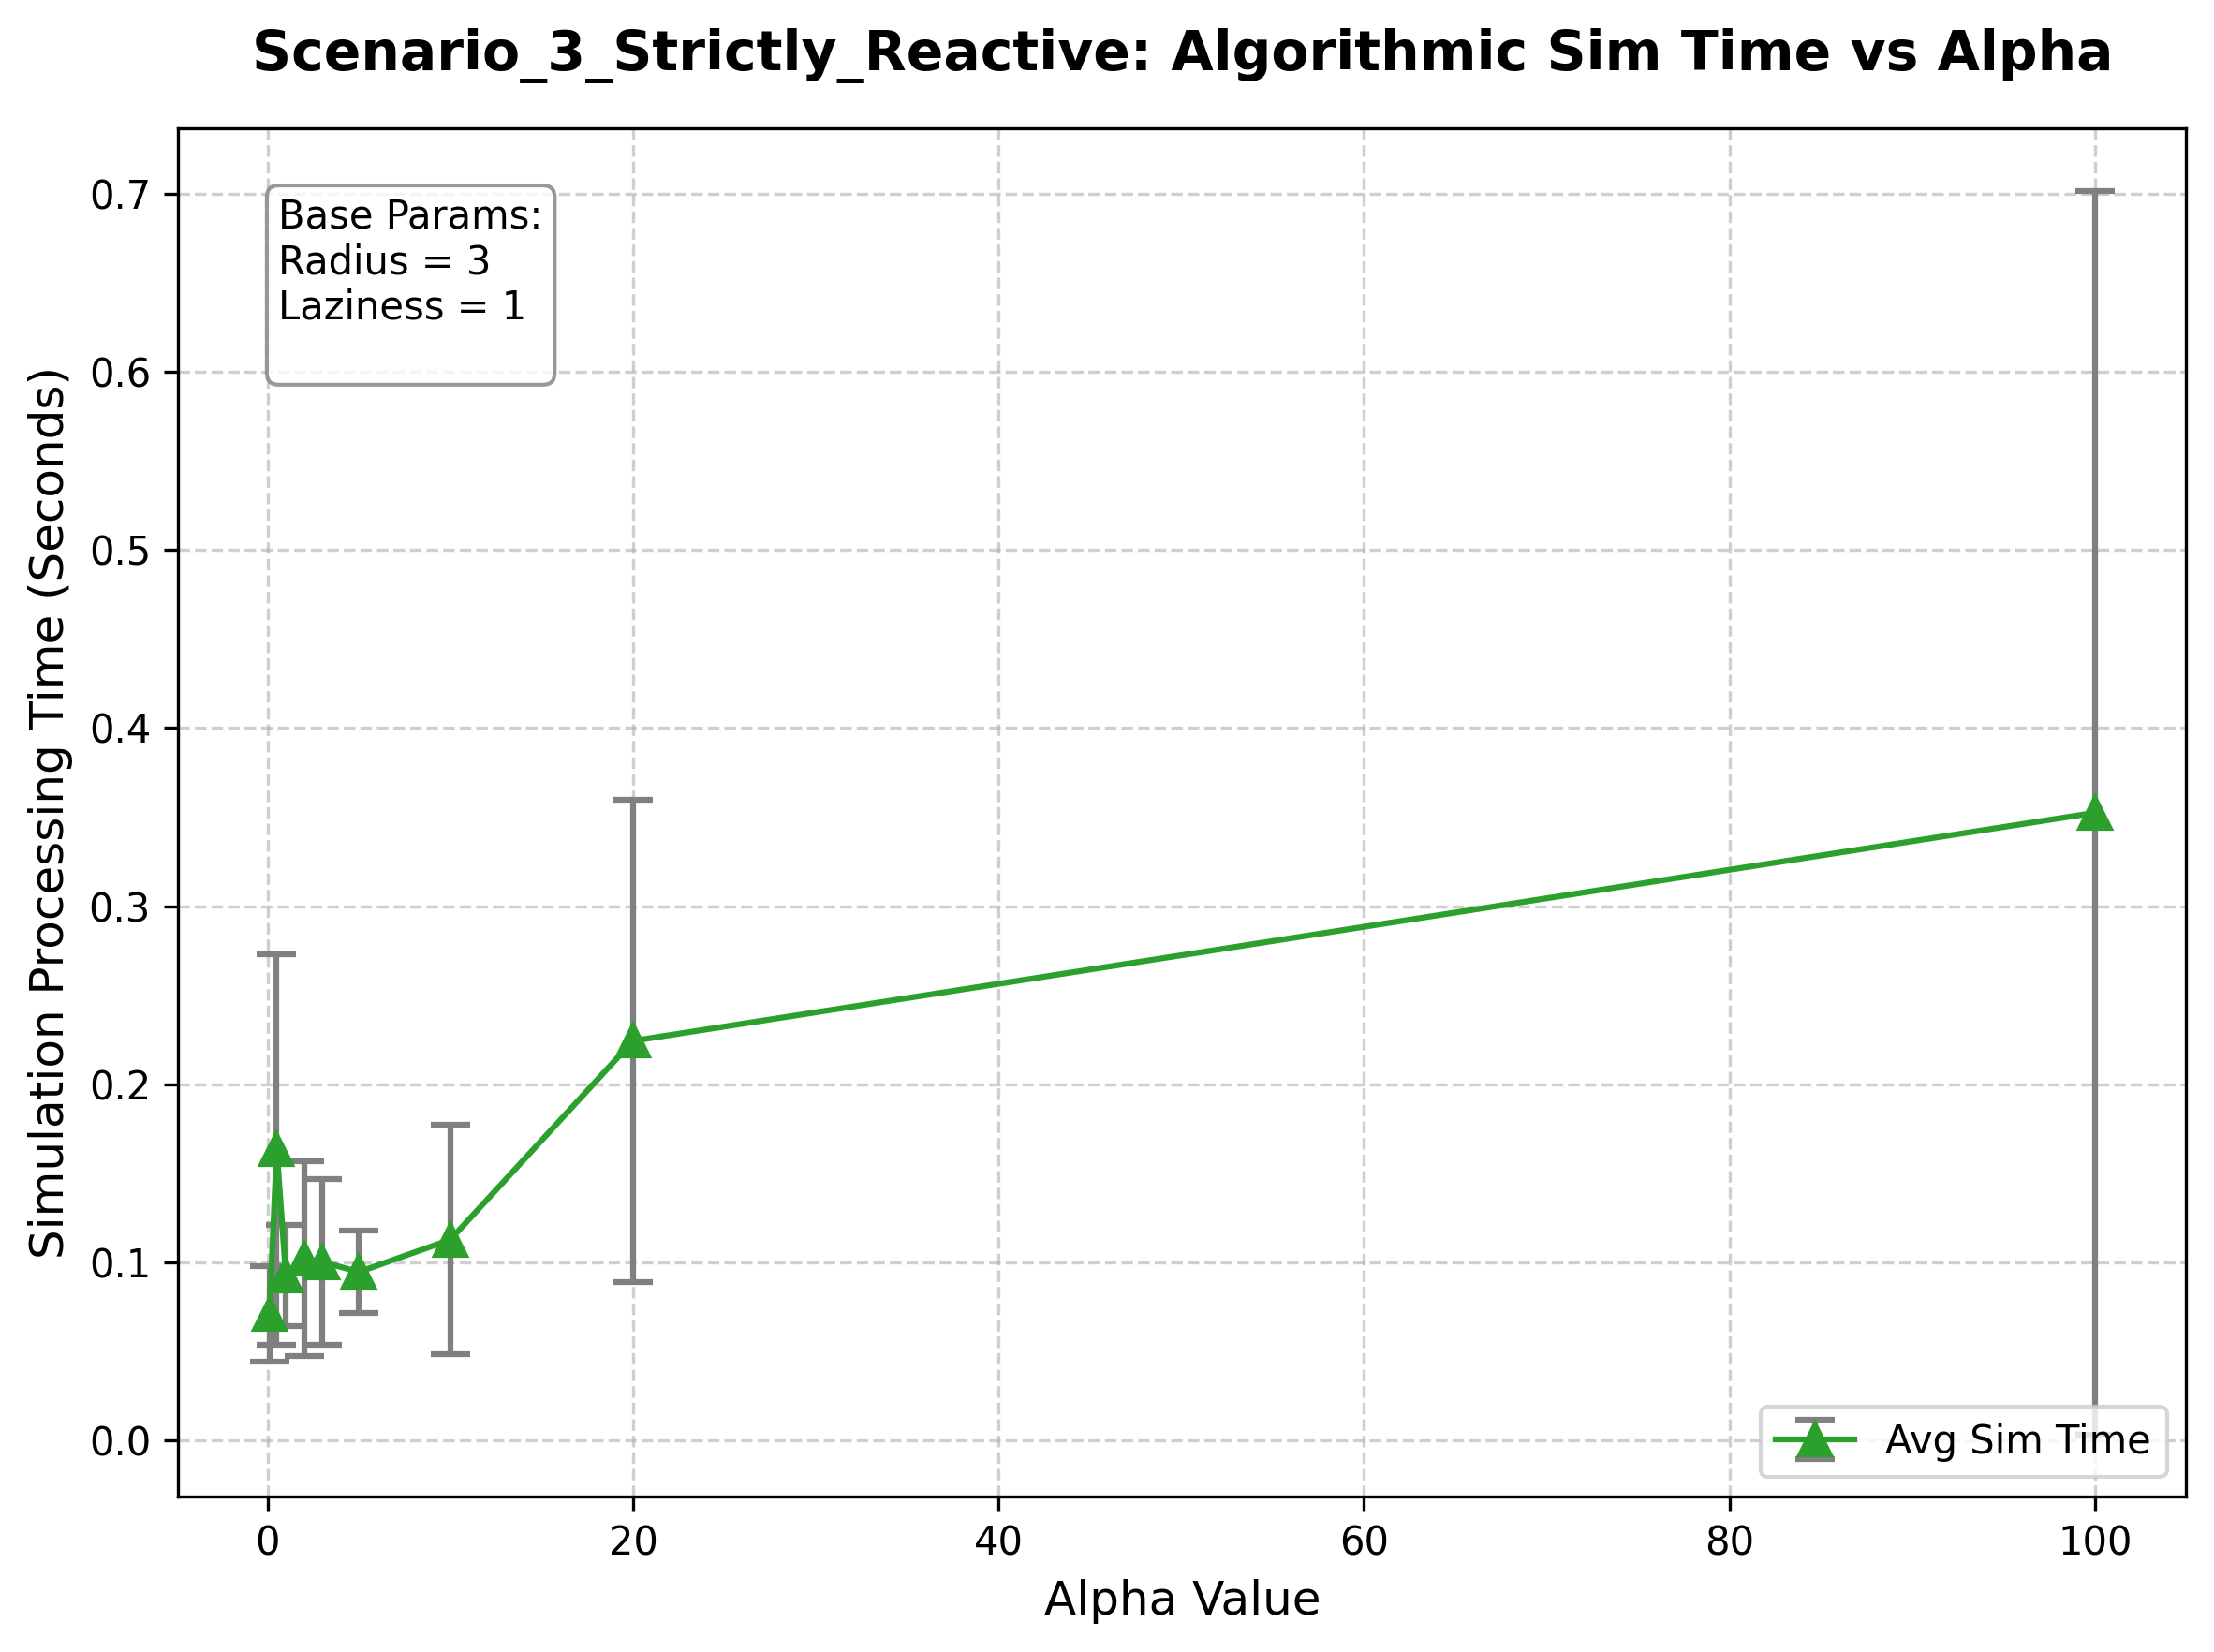 Scenario_3_Strictly_Reactive: Algorithmic Sim Time vs Alpha
Base Params:
Radius = 3
Laziness = 1
Simulation Processing Time (Seconds)
0.7
0.6
0.5
0.4
0.3
0.2
0.1
0.0
Avg Sim Time
0 20 40 60 80 100
Alpha Value